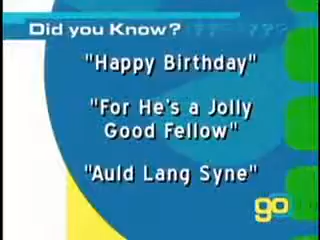 Did you Know?
"Happy Birthday"
"For He's a Jolly
Good Fellow"
"Auld Lang Syne"
go